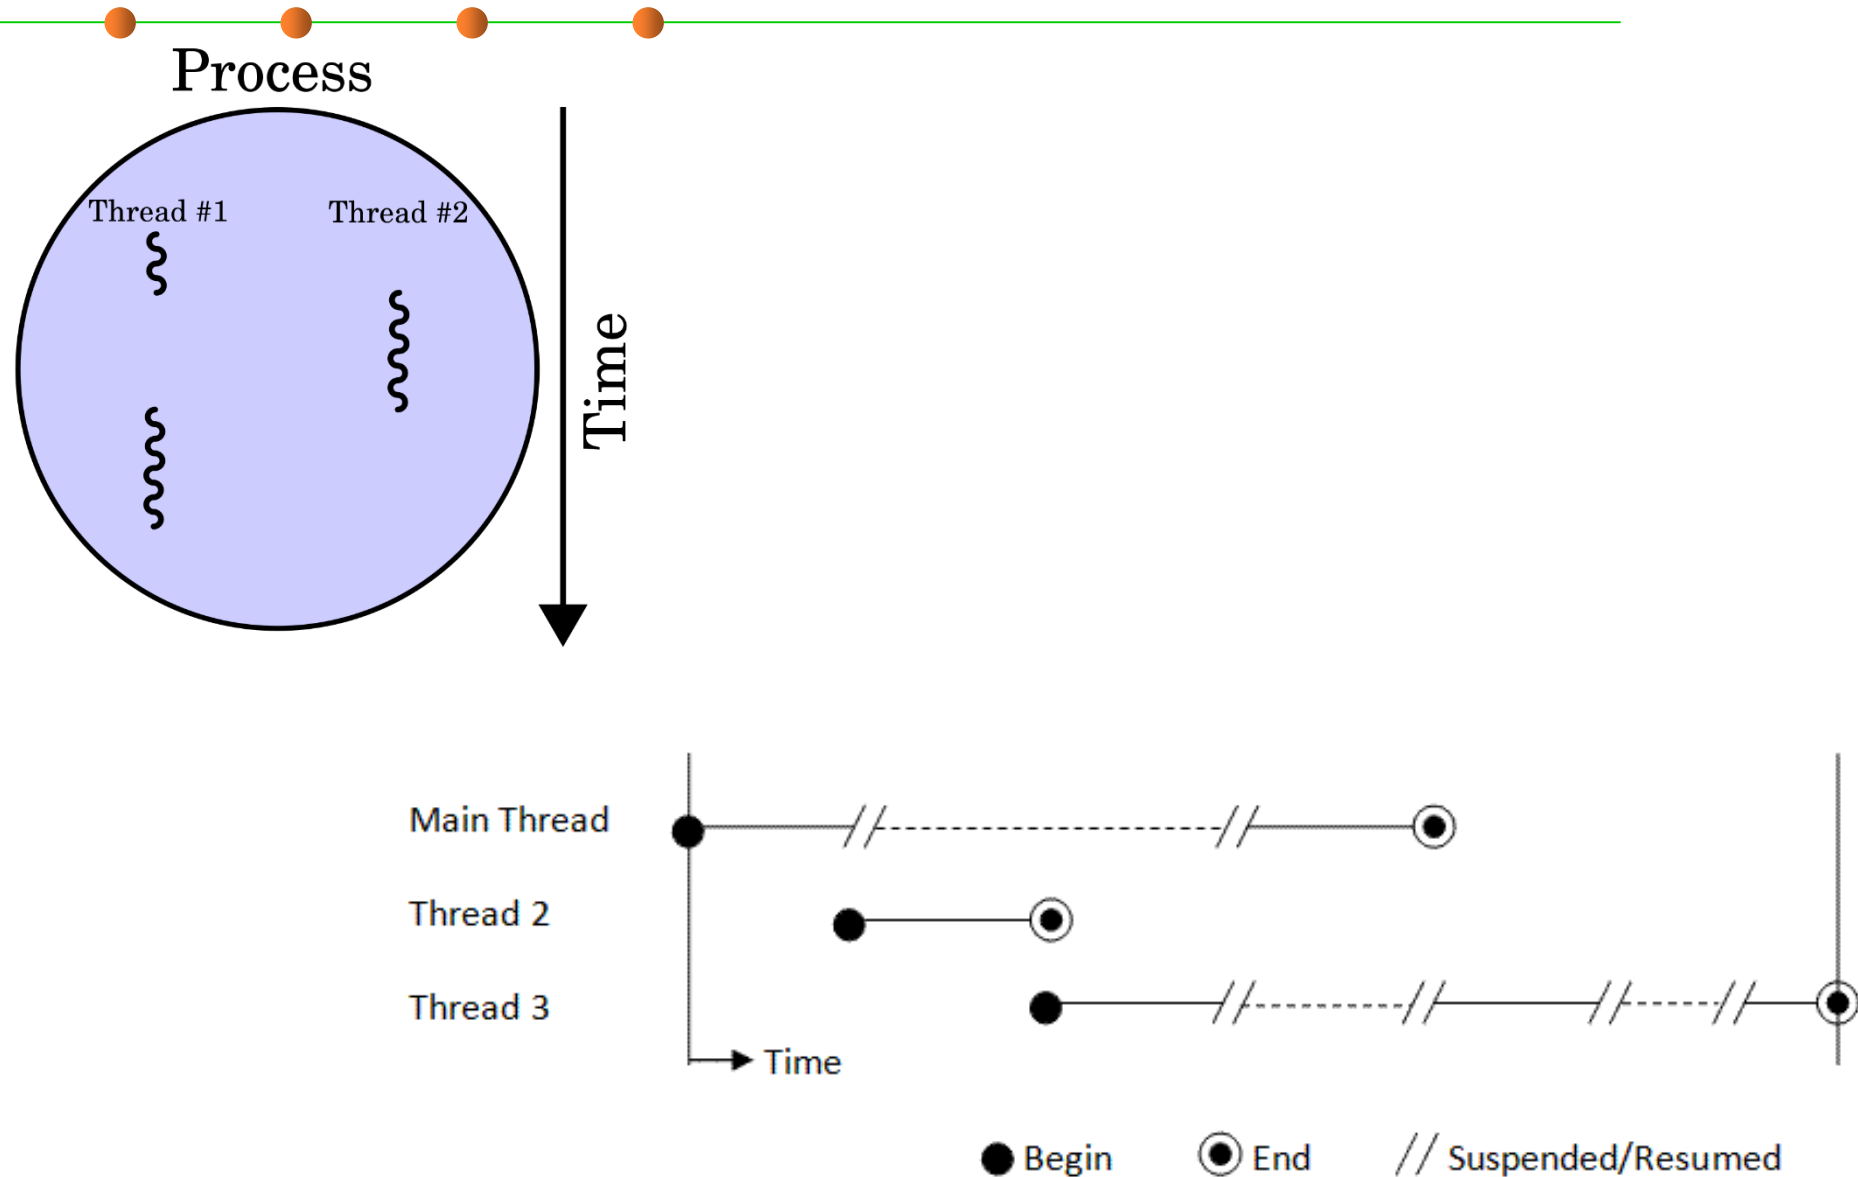 Process
Thread #1
Thread #2
Time
Main Thread
Thread 2
Thread 3
Time
Begin
End
// Suspended/Resumed